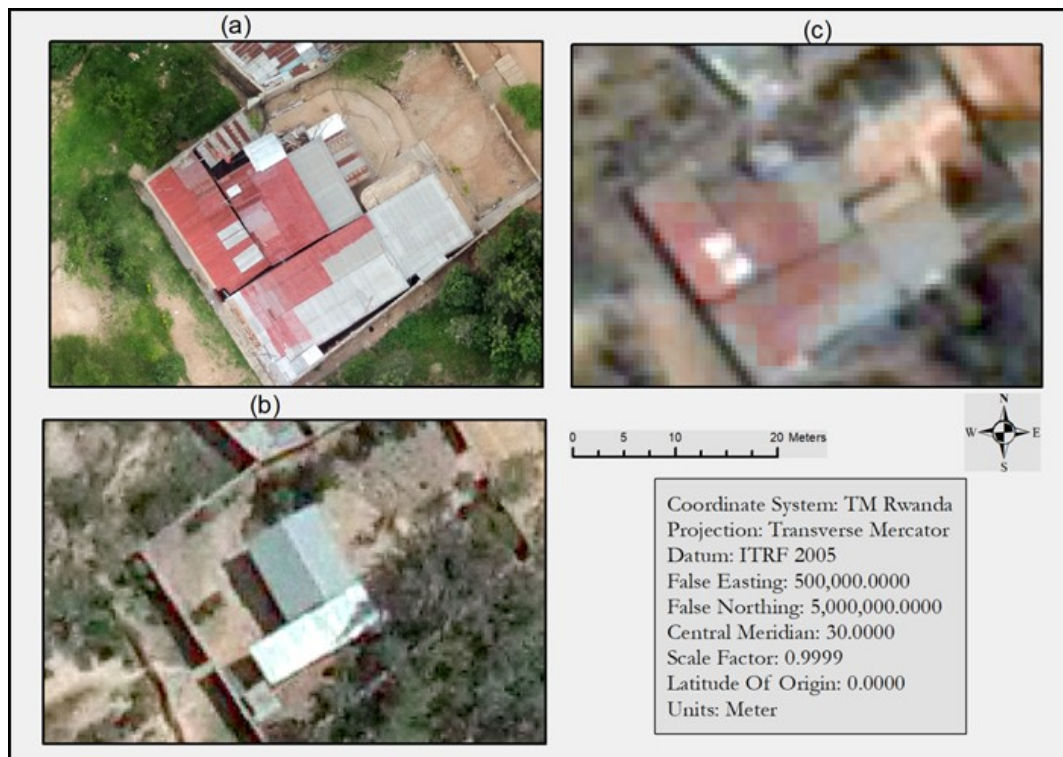 (a)
(c)
(b)
0 5 10 20 Meters
N
W E
S
Coordinate System: TM Rwanda
Projection: Transverse Mercator
Datum: ITRF 2005
False Easting: 500,000.0000
False Northing: 5,000,000.0000
Central Meridian: 30.0000
Scale Factor: 0.9999
Latitude Of Origin: 0.0000
Units: Meter